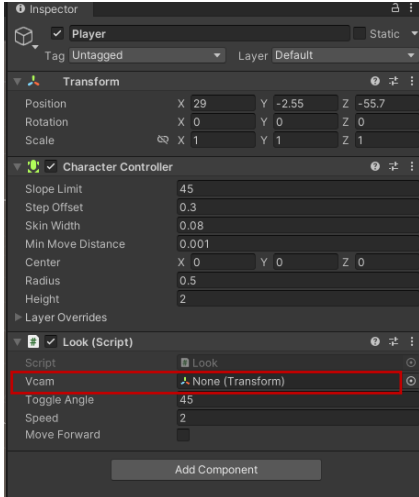 Inspector
Player Static
Tag Untagged Layer Default
Transform
Position X 29 Y -2.55 Z -55.7
Rotation X 0 Y 0 Z 0
Scale X 1 Y 1 Z 1
Character Controller
Slope Limit 45
Step Offset 0.3
Skin Width 0.08
Min Move Distance 0.001
Center X 0 Y 0 Z 0
Radius 0.5
Height 2
Layer Overrides
Look (Script)
Script Look
Vcam None (Transform)
Toggle Angle 45
Speed 2
Move Forward
Add Component